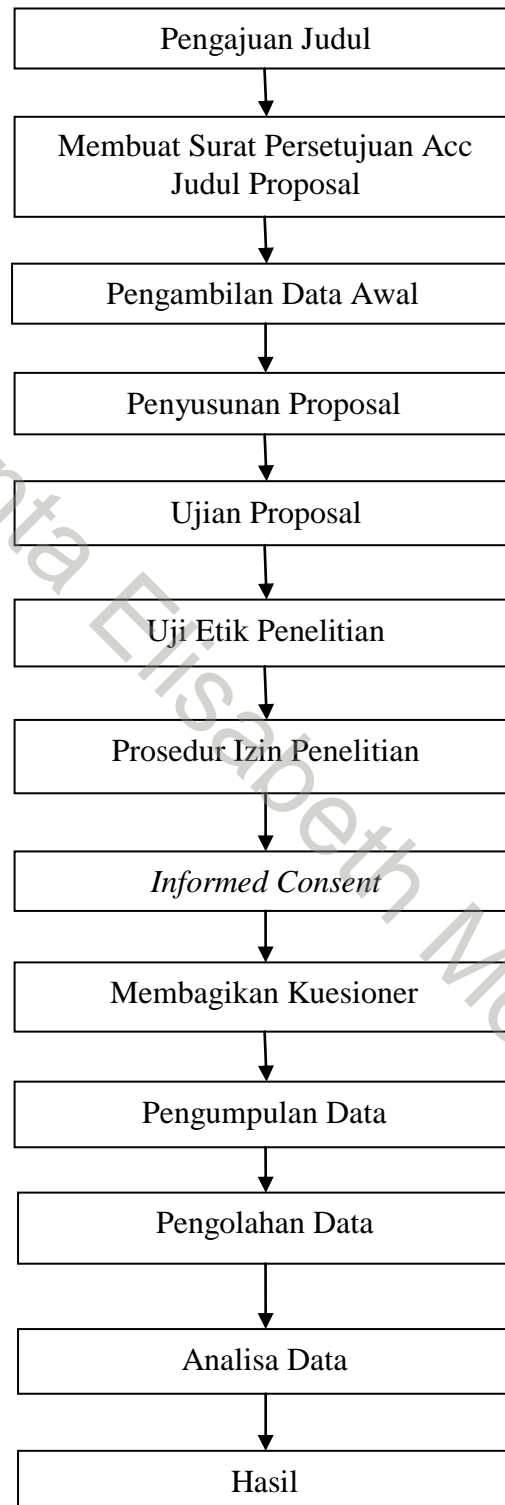 Pengajuan Judul
Membuat Surat Persetujuan Acc
Judul Proposal
Pengambilan Data Awal
Penyusunan Proposal
Ujian Proposal
Uji Etik Penelitian
Prosedur Izin Penelitian
Informed Consent
Membagikan Kuesioner
Pengumpulan Data
Pengolahan Data
Analisa Data
Hasil
Elisabeth